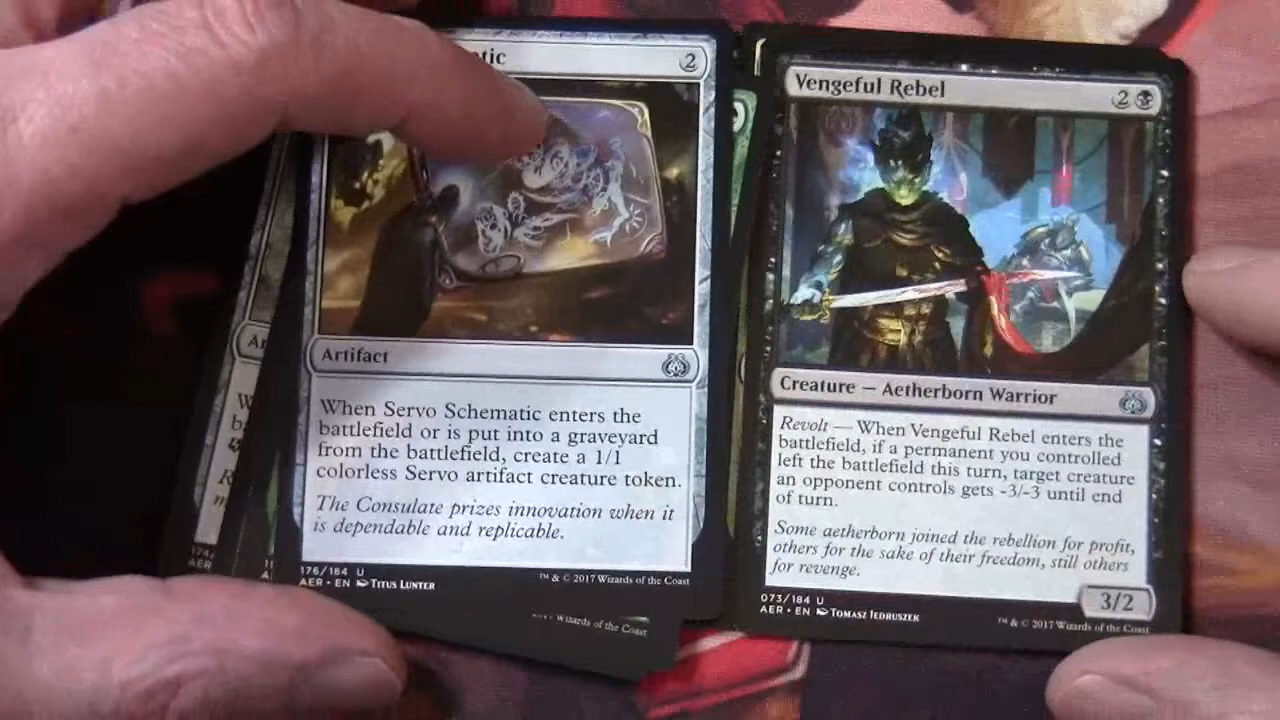 tic
2
Artifact
When Servo Schematic enters the
battlefield or is put into a graveyard
from the battlefield, create a 1/1
colorless Servo artifact creature token.
The Consulate prizes innovation when it
is dependable and replicable.
176/184 U
AER • EN Titus Lunter
™ & © 2017 Wizards of the Coast
Vengeful Rebel
2
Creature — Aetherborn Warrior
Revolt — When Vengeful Rebel enters the
battlefield, if a permanent you controlled
left the battlefield this turn, target creature
an opponent controls gets -3/-3 until end
of turn.
Some aetherborn joined the rebellion for profit,
others for the sake of their freedom, still others
for revenge.
3/2
073/184 U
AER • EN Tomasz Jedruszek
™ & © 2017 Wizards of the Coast
Ar
W
174
AER
Wizards of the Coast